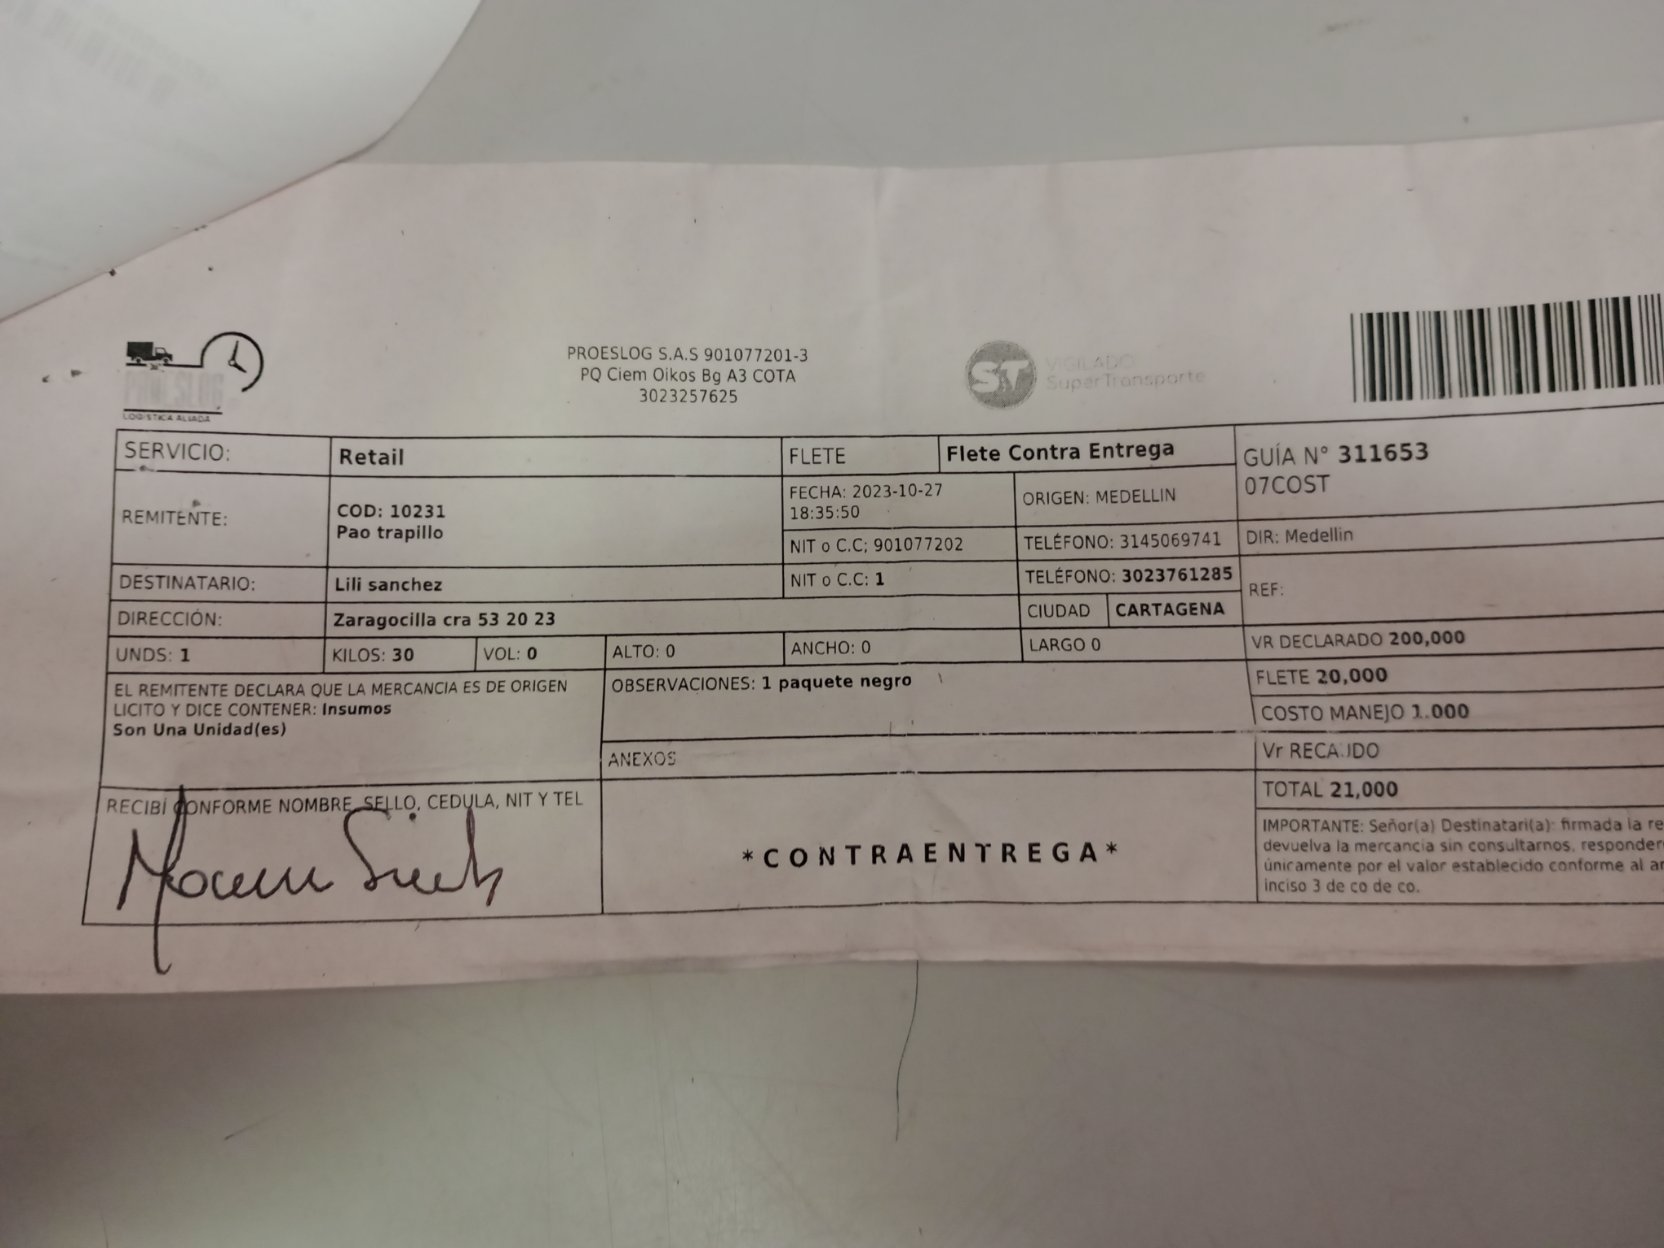 LOGISTICA ALIADA
PROESLOG S.A.S 901077201-3
PQ Ciem Oikos Bg A3 COTA
3023257625
ST
VIGILADO
SuperTransporte
SERVICIO: Retail FLETE Flete Contra Entrega
GUÍA N° 311653
07COST
REMITENTE: COD: 10231
Pao trapillo
FECHA: 2023-10-27
18:35:50
ORIGEN: MEDELLIN
NIT o C.C; 901077202 TELÉFONO: 3145069741 DIR: Medellin
DESTINATARIO: Lili sanchez NIT o C.C: 1 TELÉFONO: 3023761285
REF:
DIRECCIÓN: Zaragocilla cra 53 20 23 CIUDAD CARTAGENA
UNDS: 1 KILOS: 30 VOL: 0 ALTO: 0 ANCHO: 0 LARGO 0 VR DECLARADO 200,000
EL REMITENTE DECLARA QUE LA MERCANCIA ES DE ORIGEN
LICITO Y DICE CONTENER: Insumos
Son Una Unidad(es)
OBSERVACIONES: 1 paquete negro
FLETE 20,000
COSTO MANEJO 1.000
ANEXOS
Vr
TOTAL 21,000
RECIBÍ CONFORME NOMBRE, SELLO, CEDULA, NIT Y TEL
*CONTRAENTREGA*
IMPORTANTE: Señor(a) Destinatari(a): firmada la
devuelva la mercancia sin consultarnos,
únicamente por el valor establecido conforme al
inciso 3 de co de co.